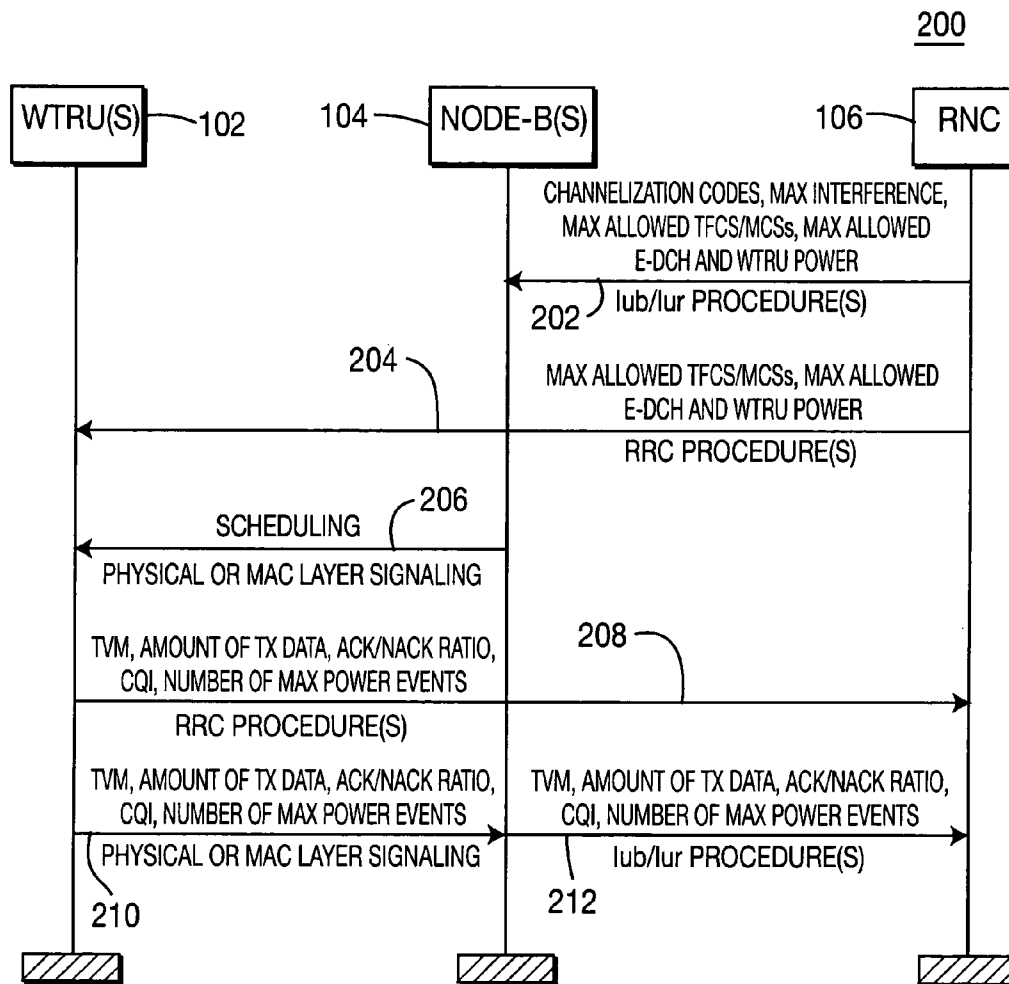 200
WTRU(S)
102
104
NODE-B(S)
106
RNC
CHANNELIZATION CODES, MAX INTERFERENCE,
MAX ALLOWED TFCS/MCSs, MAX ALLOWED
E-DCH AND WTRU POWER
202
Iub/Iur PROCEDURE(S)
204
MAX ALLOWED TFCS/MCSs, MAX ALLOWED
E-DCH AND WTRU POWER
RRC PROCEDURE(S)
206
SCHEDULING
PHYSICAL OR MAC LAYER SIGNALING
TVM, AMOUNT OF TX DATA, ACK/NACK RATIO,
CQI, NUMBER OF MAX POWER EVENTS
208
RRC PROCEDURE(S)
TVM, AMOUNT OF TX DATA, ACK/NACK RATIO,
CQI, NUMBER OF MAX POWER EVENTS
PHYSICAL OR MAC LAYER SIGNALING
210
TVM, AMOUNT OF TX DATA, ACK/NACK RATIO,
CQI, NUMBER OF MAX POWER EVENTS
Iub/Iur PROCEDURE(S)
212